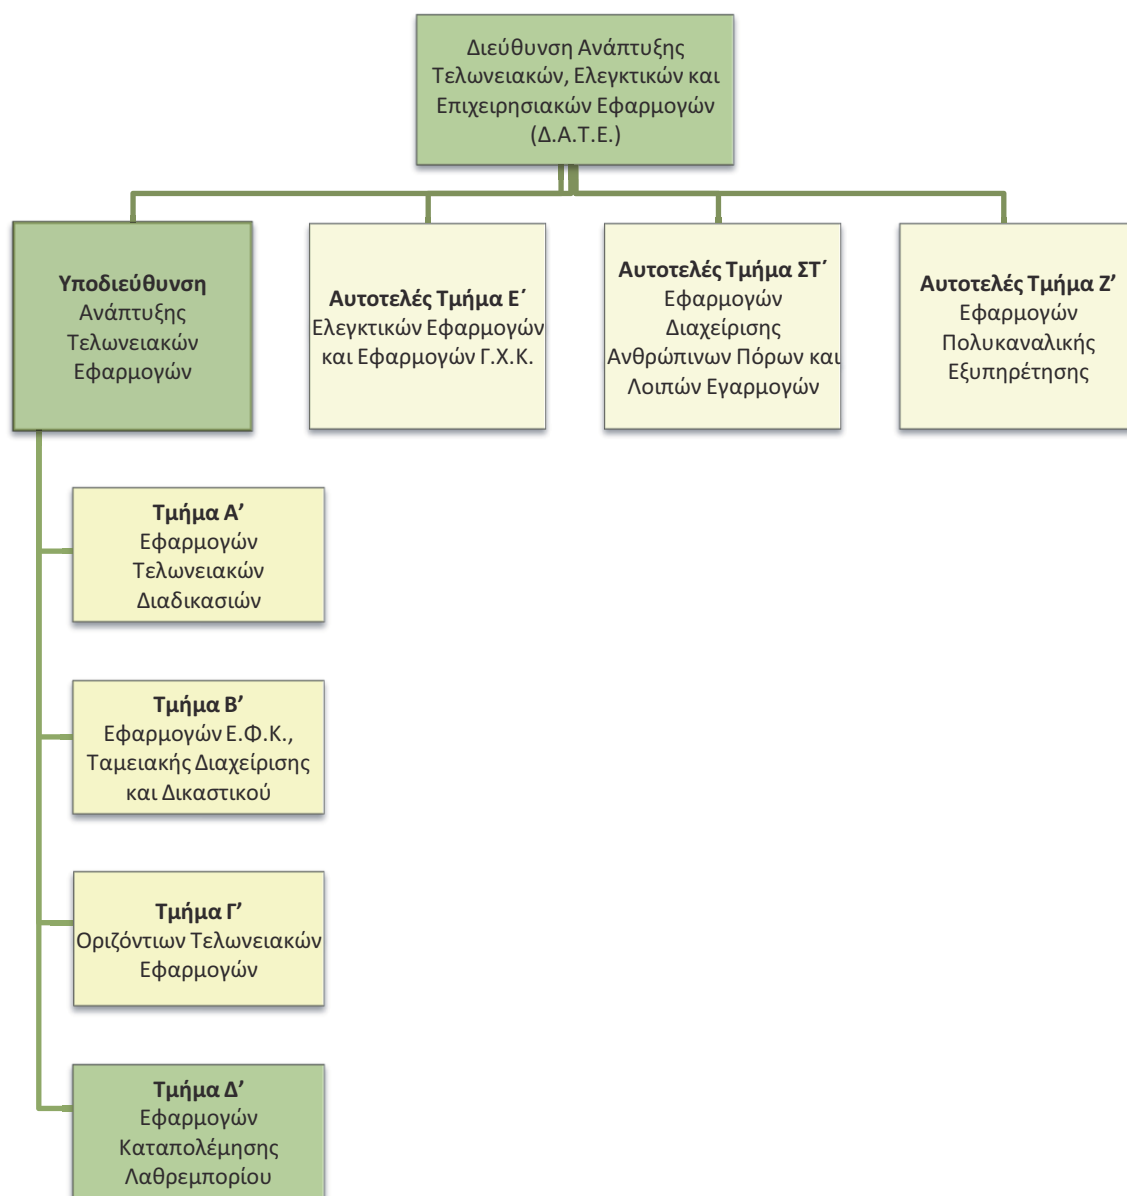 Διεύθυνση Ανάπτυξης
Τελωνειακών, Ελεγκτικών και
Επιχειρησιακών Εφαρμογών
(Δ.Α.Τ.Ε.)
Υποδιεύθυνση
Ανάπτυξης
Τελωνειακών
Εφαρμογών
Αυτοτελές Τμήμα Ε΄
Ελεγκτικών Εφαρμογών
και Εφαρμογών Γ.Χ.Κ.
Αυτοτελές Τμήμα ΣΤ΄
Εφαρμογών
Διαχείρισης
Ανθρώπινων Πόρων και
Λοιπών Εγαρμογών
Αυτοτελές Τμήμα Ζ’
Εφαρμογών
Πολυκαναλικής
Εξυπηρέτησης
Τμήμα Α’
Εφαρμογών
Τελωνειακών
Διαδικασιών
Τμήμα Β’
Εφαρμογών Ε.Φ.Κ.,
Ταμειακής Διαχείρισης
και Δικαστικού
Τμήμα Γ’
Οριζόντιων Τελωνειακών
Εφαρμογών
Τμήμα Δ’
Εφαρμογών
Καταπολέμησης
Λαθρεμπορίου